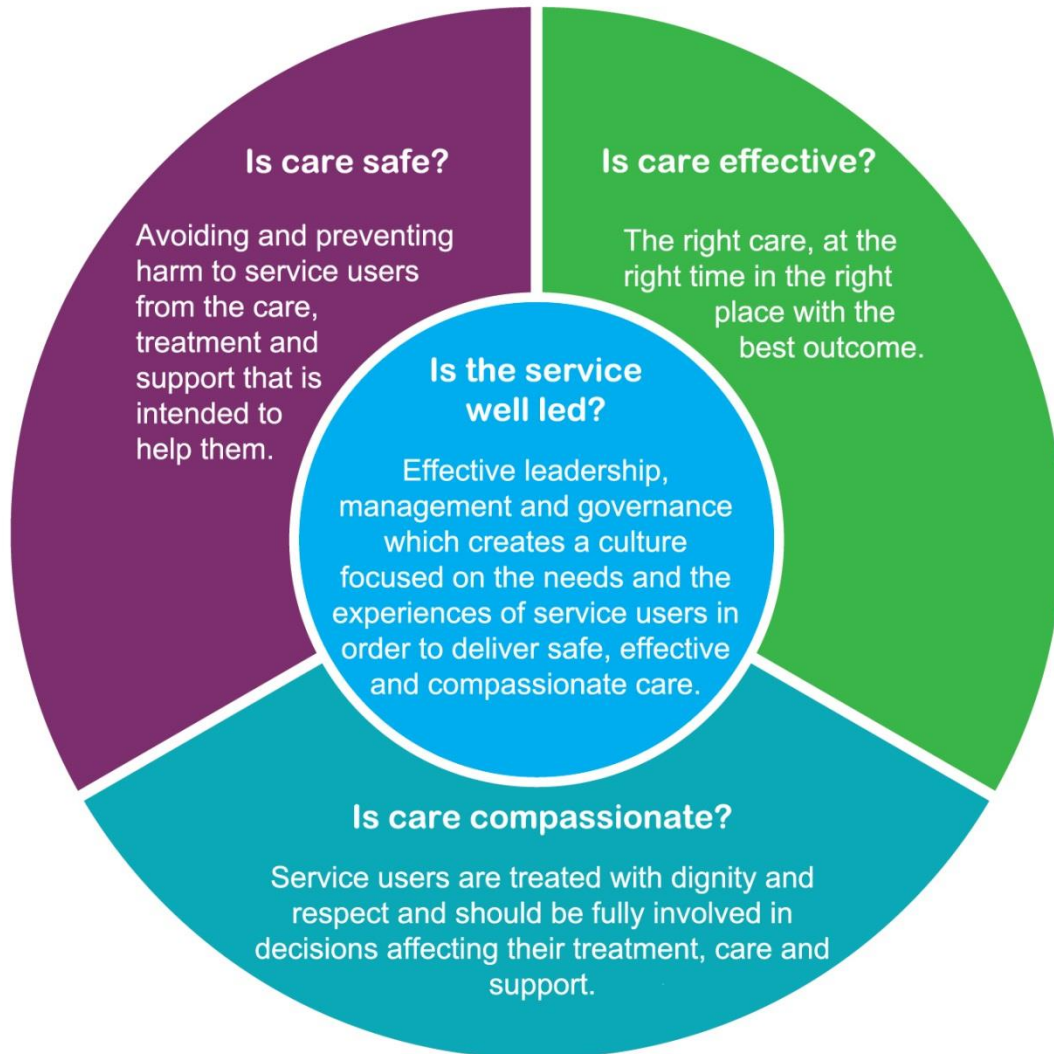 Is care safe?
Avoiding and preventing
harm to service users
from the care,
treatment and
support that is
intended to
help them.
Is care effective?
The right care, at the
right time in the right
place with the
best outcome.
Is the service
well led?
Effective leadership,
management and governance
which creates a culture
focused on the needs and the
experiences of service users in
order to deliver safe, effective
and compassionate care.
Is care compassionate?
Service users are treated with dignity and
respect and should be fully involved in
decisions affecting their treatment, care and
support.